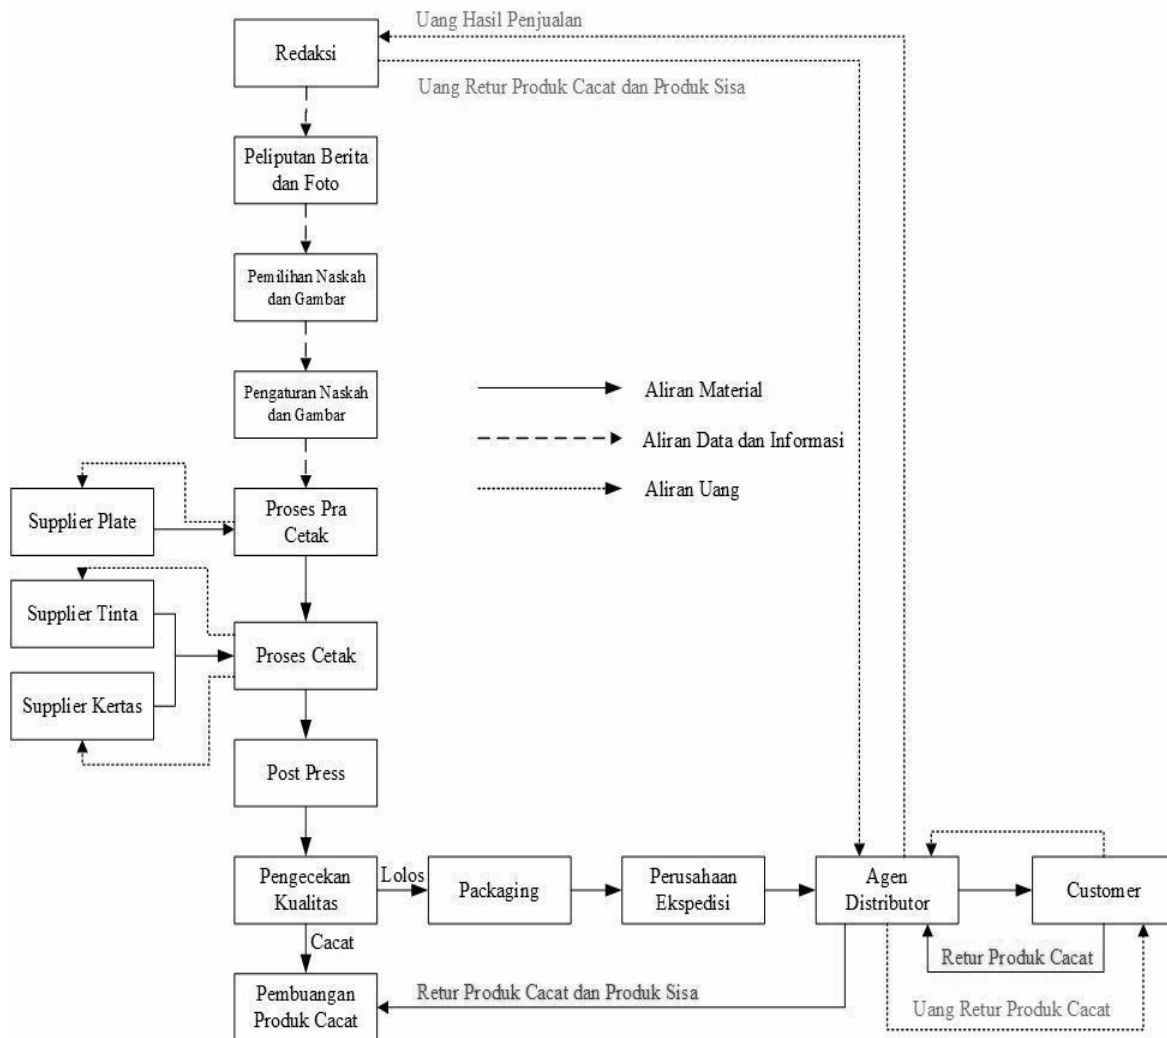 Uang Hasil Penjualan
Redaksi
Uang Retur Produk Cacat dan Produk Sisa
Peliputan Berita
dan Foto
Pemilihan Naskah
dan Gambar
Pengaturan Naskah
dan Gambar
Aliran Material
Aliran Data dan Informasi
Aliran Uang
Supplier Plate
Proses Pra
Cetak
Supplier Tinta
Proses Cetak
Supplier Kertas
Post Press
Pengecekan
Kualitas
Lolos
Packaging
Perusahaan
Ekspedisi
Agen
Distributor
Customer
Cacat
Retur Produk Cacat
Pembuangan
Produk Cacat
Retur Produk Cacat dan Produk Sisa
Uang Retur Produk Cacat